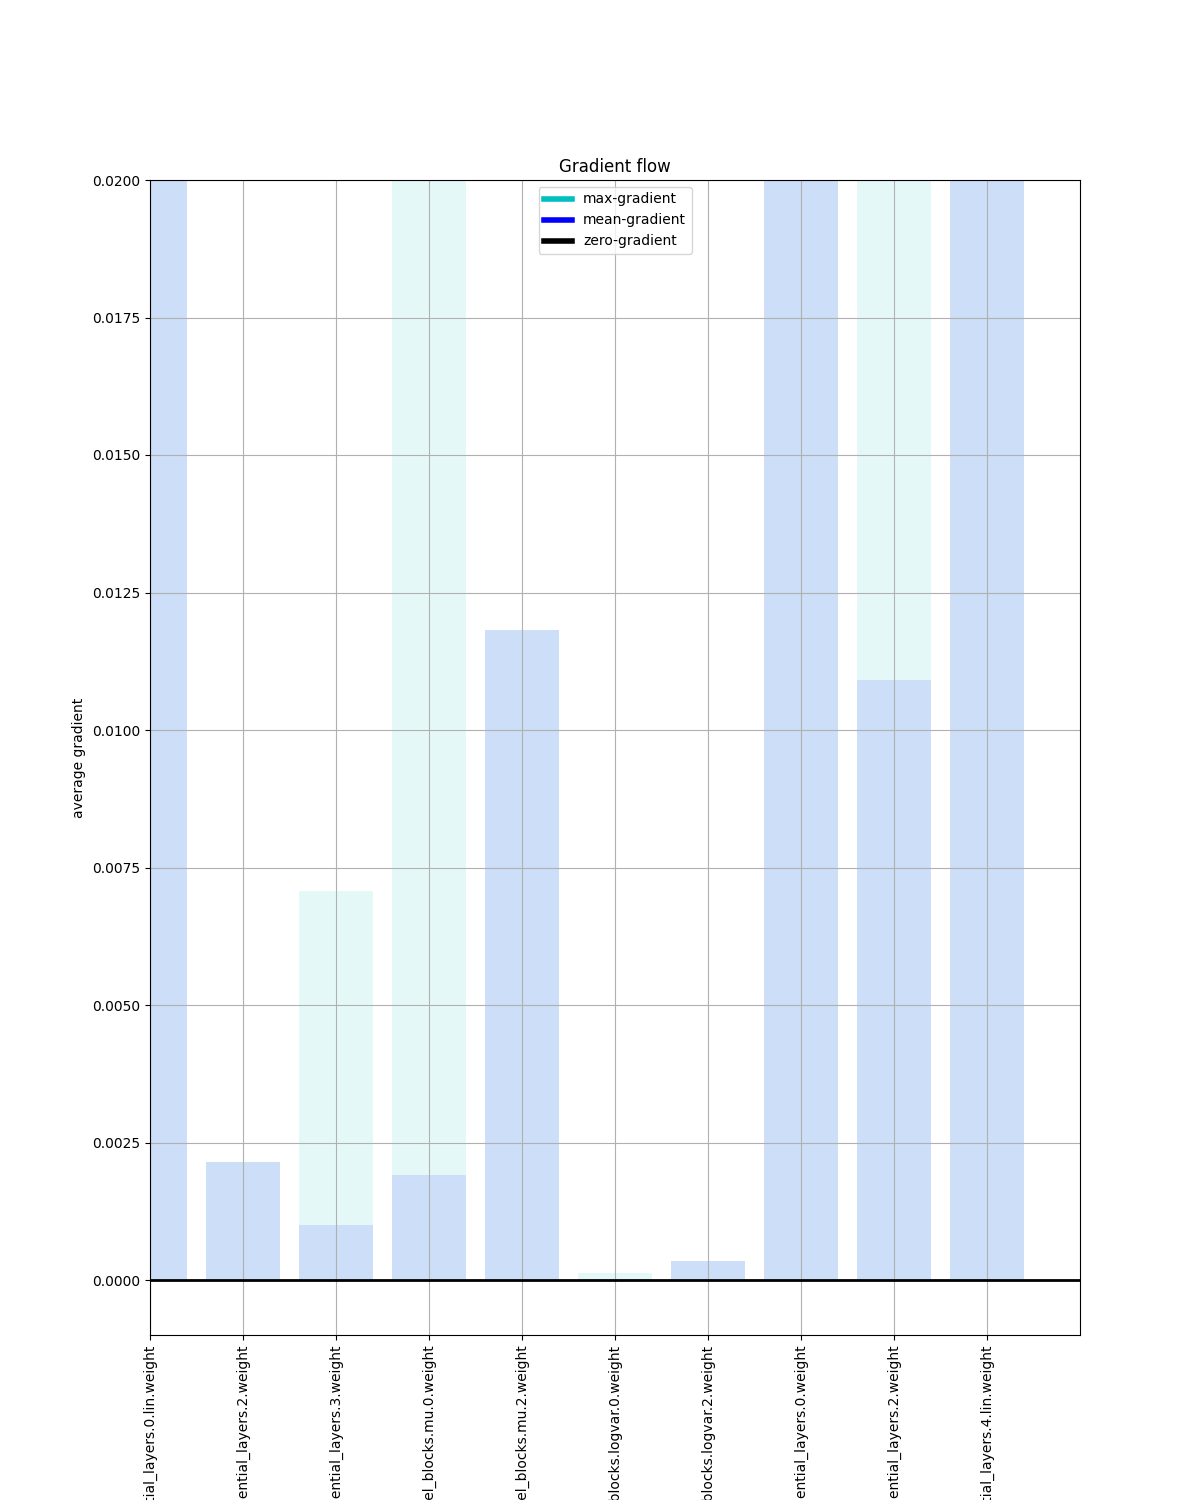 Gradient flow
max-gradient
mean-gradient
zero-gradient
0.0200
0.0175
0.0150
0.0125
0.0100
0.0075
0.0050
0.0025
0.0000
average gradient
tial_layers.0.lin.weight
ential_layers.2.weight
ential_layers.3.weight
el_blocks.mu.0.weight
el_blocks.mu.2.weight
blocks.logvar.0.weight
blocks.logvar.2.weight
ential_layers.0.weight
ential_layers.2.weight
tial_layers.4.lin.weight